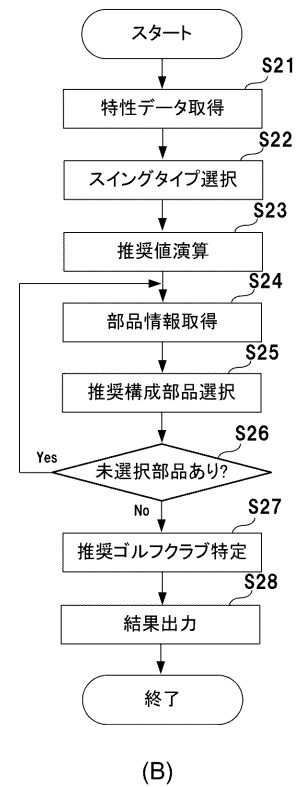 スタート
S21
特性データ取得
S22
スイングタイプ選択
S23
推奨値演算
S24
部品情報取得
S25
推奨構成部品選択
S26
Yes
未選択部品あり?
No
S27
推奨ゴルフクラブ特定
S28
結果出力
終了
(B)